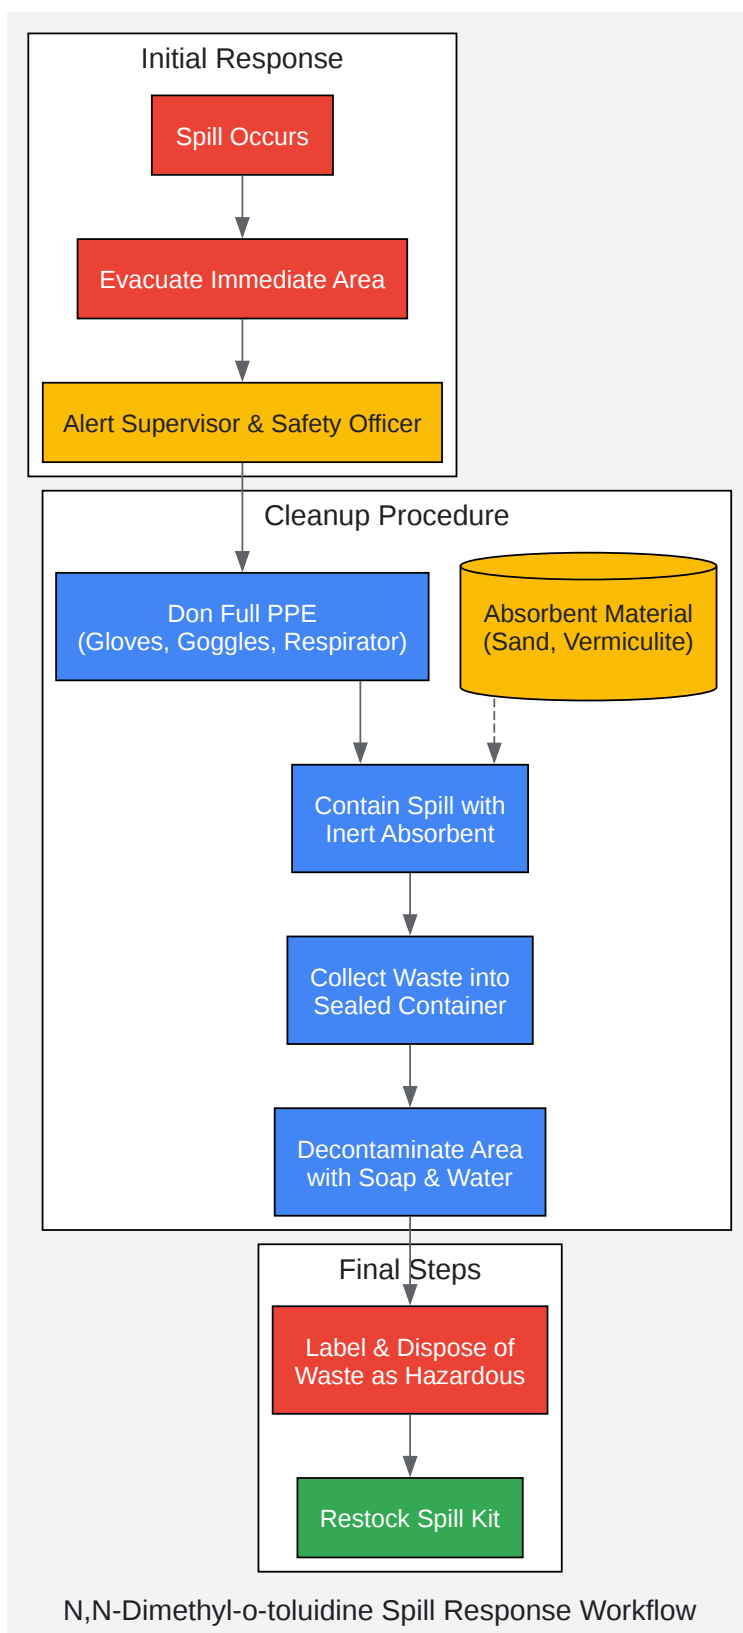 Initial Response
Spill Occurs
Evacuate Immediate Area
Alert Supervisor & Safety Officer
Cleanup Procedure
Don Full PPE
(Gloves, Goggles, Respirator)
Absorbent Material
(Sand, Vermiculite)
Contain Spill with
Inert Absorbent
Collect Waste into
Sealed Container
Decontaminate Area
with Soap & Water
Final Steps
Label & Dispose of
Waste as Hazardous
Restock Spill Kit
N,N-Dimethyl-o-toluidine Spill Response Workflow